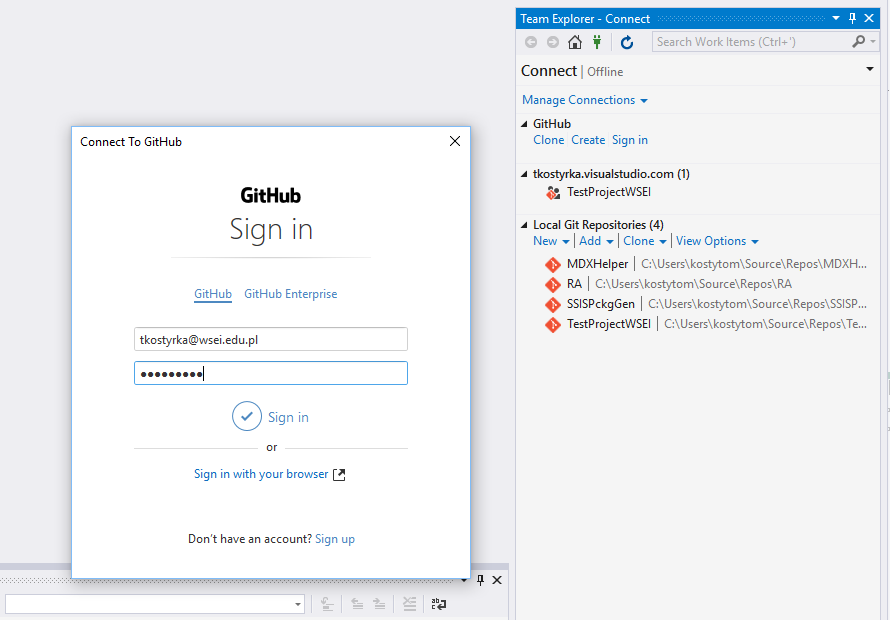 Team Explorer - Connect
Search Work Items (Ctrl+')
Connect | Offline
Manage Connections
GitHub
Clone Create Sign in
tkostyrka.visualstudio.com (1)
TestProjectWSEI
Local Git Repositories (4)
New | Add | Clone | View Options
MDXHelper | C:\Users\kostytom\Source\Repos\MDXH...
RA | C:\Users\kostytom\Source\Repos\RA
SSISPckgGen | C:\Users\kostytom\Source\Repos\SSISP...
TestProjectWSEI | C:\Users\kostytom\Source\Repos\Te...
Connect To GitHub
GitHub
Sign in
GitHub GitHub Enterprise
tkostyrka@wsei.edu.pl
●●●●●●●●●
Sign in
or
Sign in with your browser
Don't have an account? Sign up